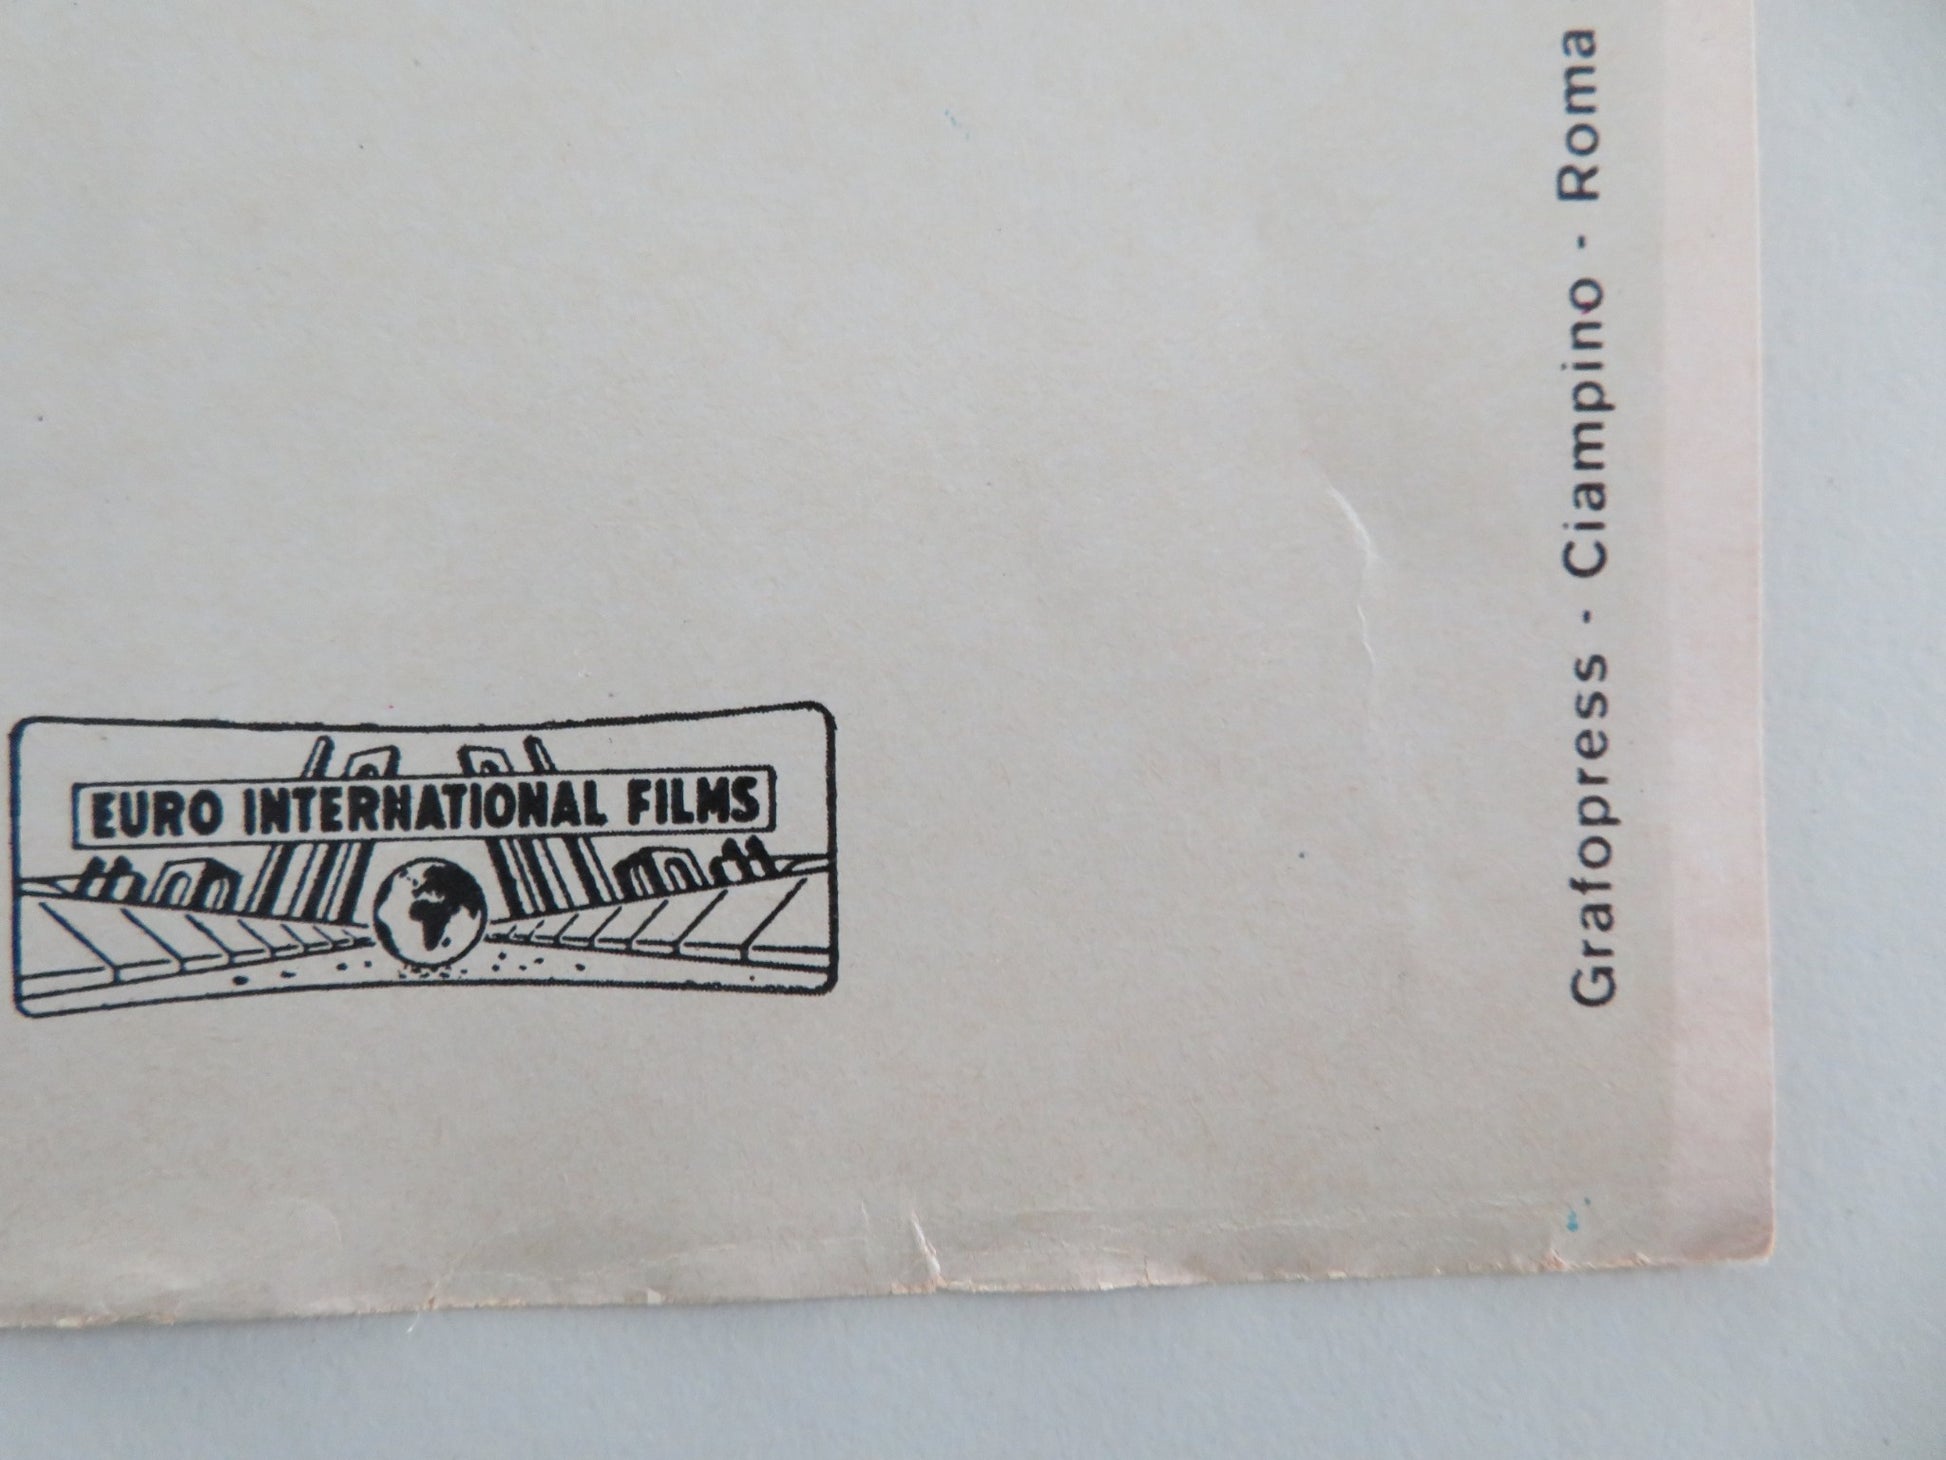 EURO INTERNATIONAL FILMS
Grafopress - Ciampino - Roma